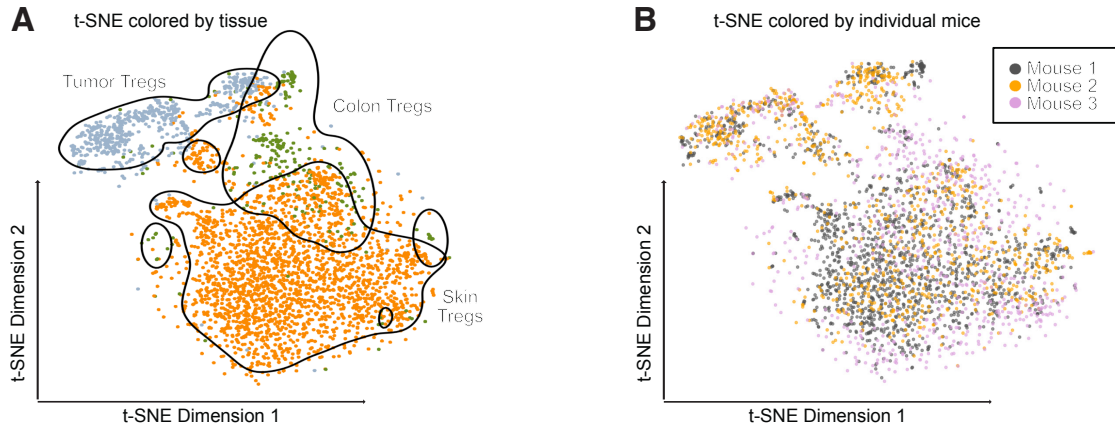 A
t-SNE colored by tissue
Tumor Tregs
Colon Tregs
Skin
Tregs
t-SNE Dimension 2
t-SNE Dimension 1
B
t-SNE colored by individual mice
Mouse 1
Mouse 2
Mouse 3
t-SNE Dimension 2
t-SNE Dimension 1